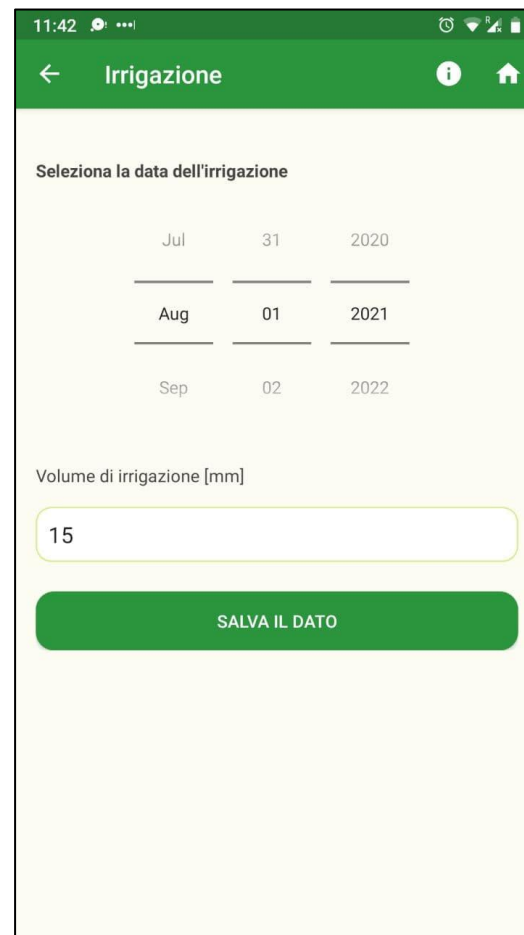 11:42
Irrigazione
Seleziona la data dell'irrigazione
Jul 31 2020
Aug 01 2021
Sep 02 2022
Volume di irrigazione [mm]
15
SALVA IL DATO